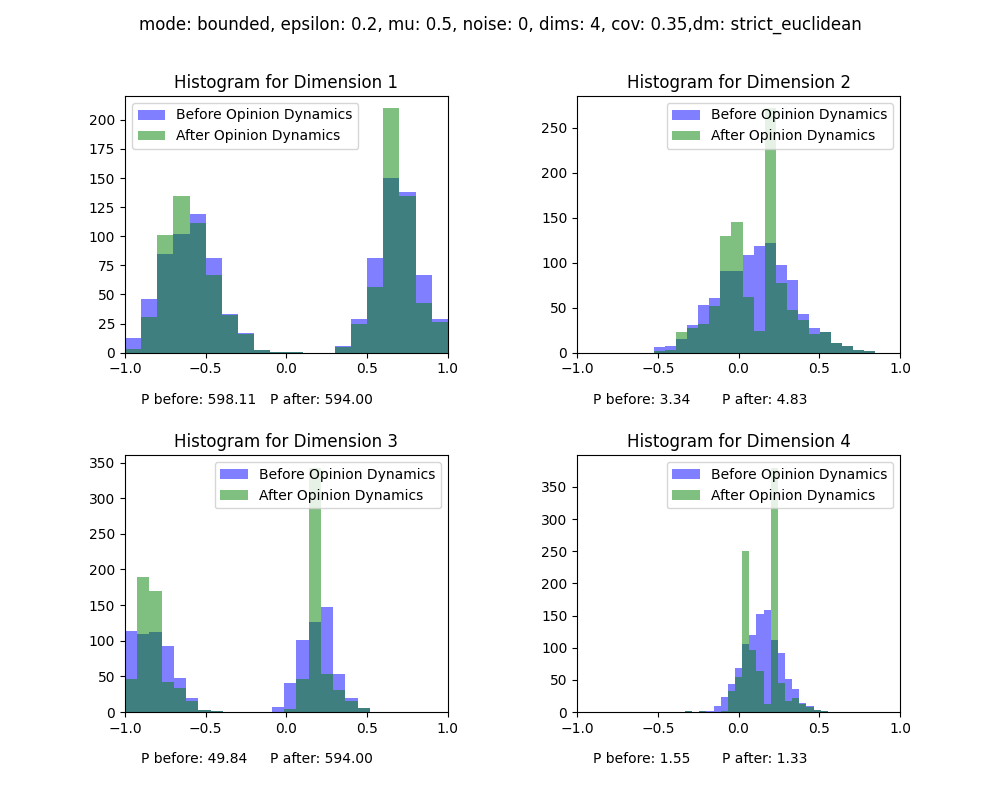 mode: bounded, epsilon: 0.2, mu: 0.5, noise: 0, dims: 4, cov: 0.35,dm: strict_euclidean
Histogram for Dimension 1
Before Opinion Dynamics
After Opinion Dynamics
200
175
150
125
100
75
50
25
0
−1.0 −0.5 0.0 0.5 1.0
P before: 598.11 P after: 594.00
Histogram for Dimension 2
Before Opinion Dynamics
After Opinion Dynamics
250
200
150
100
50
0
−1.0 −0.5 0.0 0.5 1.0
P before: 3.34 P after: 4.83
Histogram for Dimension 3
Before Opinion Dynamics
After Opinion Dynamics
350
300
250
200
150
100
50
0
−1.0 −0.5 0.0 0.5 1.0
P before: 49.84 P after: 594.00
Histogram for Dimension 4
Before Opinion Dynamics
After Opinion Dynamics
350
300
250
200
150
100
50
0
−1.0 −0.5 0.0 0.5 1.0
P before: 1.55 P after: 1.33